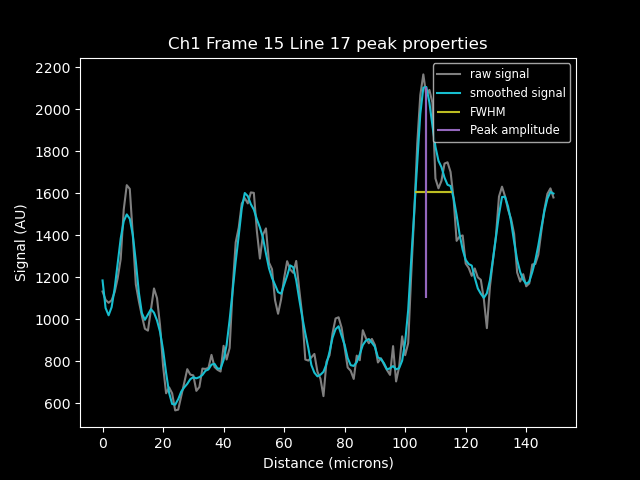 Ch1 Frame 15 Line 17 peak properties
raw signal
smoothed signal
FWHM
Peak amplitude
Signal (AU)
2200
2000
1800
1600
1400
1200
1000
800
600
0 20 40 60 80 100 120 140
Distance (microns)